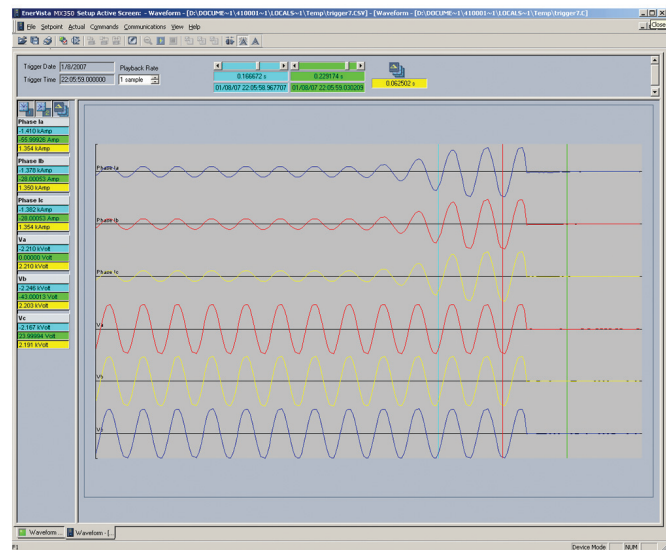 EnerVista MX350 Setup Active Screen: - Waveform - [D:\DOCUME~1\410001~1\LOCALS~1\Temp\trigger7.CSV] - [Waveform - D:\DOCUME~1\410001~1\LOCALS~1\Temp\trigger7.C]
File Setpoint Actual Commands Communications View Help
Close
Trigger Date 1/8/2007
Playback Rate
Trigger Time 22:05:59.000000
1 sample
0.166672 s
0.229174 s
0.062502 s
01/08/07 22:05:58.967707
01/08/07 22:05:59.030209
Phase Ia
-1.410 kAmp
-55.99926 Amp
1.354 kAmp
Phase Ib
-1.378 kAmp
-28.00053 Amp
1.350 kAmp
Phase Ic
-1.382 kAmp
-28.00053 Amp
1.354 kAmp
Va
-2.210 kVolt
0.00000 Volt
2.210 kVolt
Vb
-2.246 kVolt
-43.00013 Volt
2.203 kVolt
Vc
-2.167 kVolt
23.99994 Volt
2.191 kVolt
Phase Ia
Phase Ib
Phase Ic
Va
Vb
Vc
Waveform ...
Waveform - [..
Device Mode
NUM